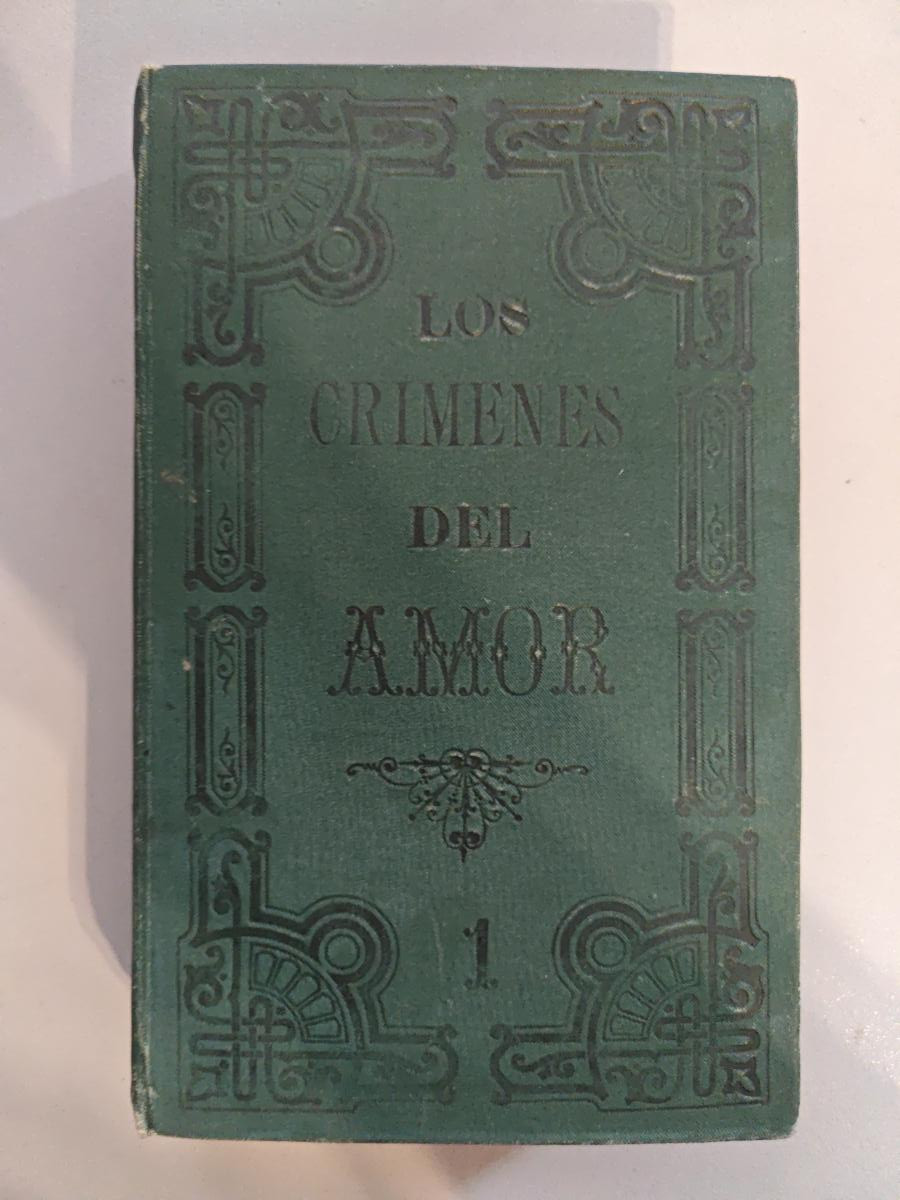 LOS
CRIMENES
DEL
AMOR
1